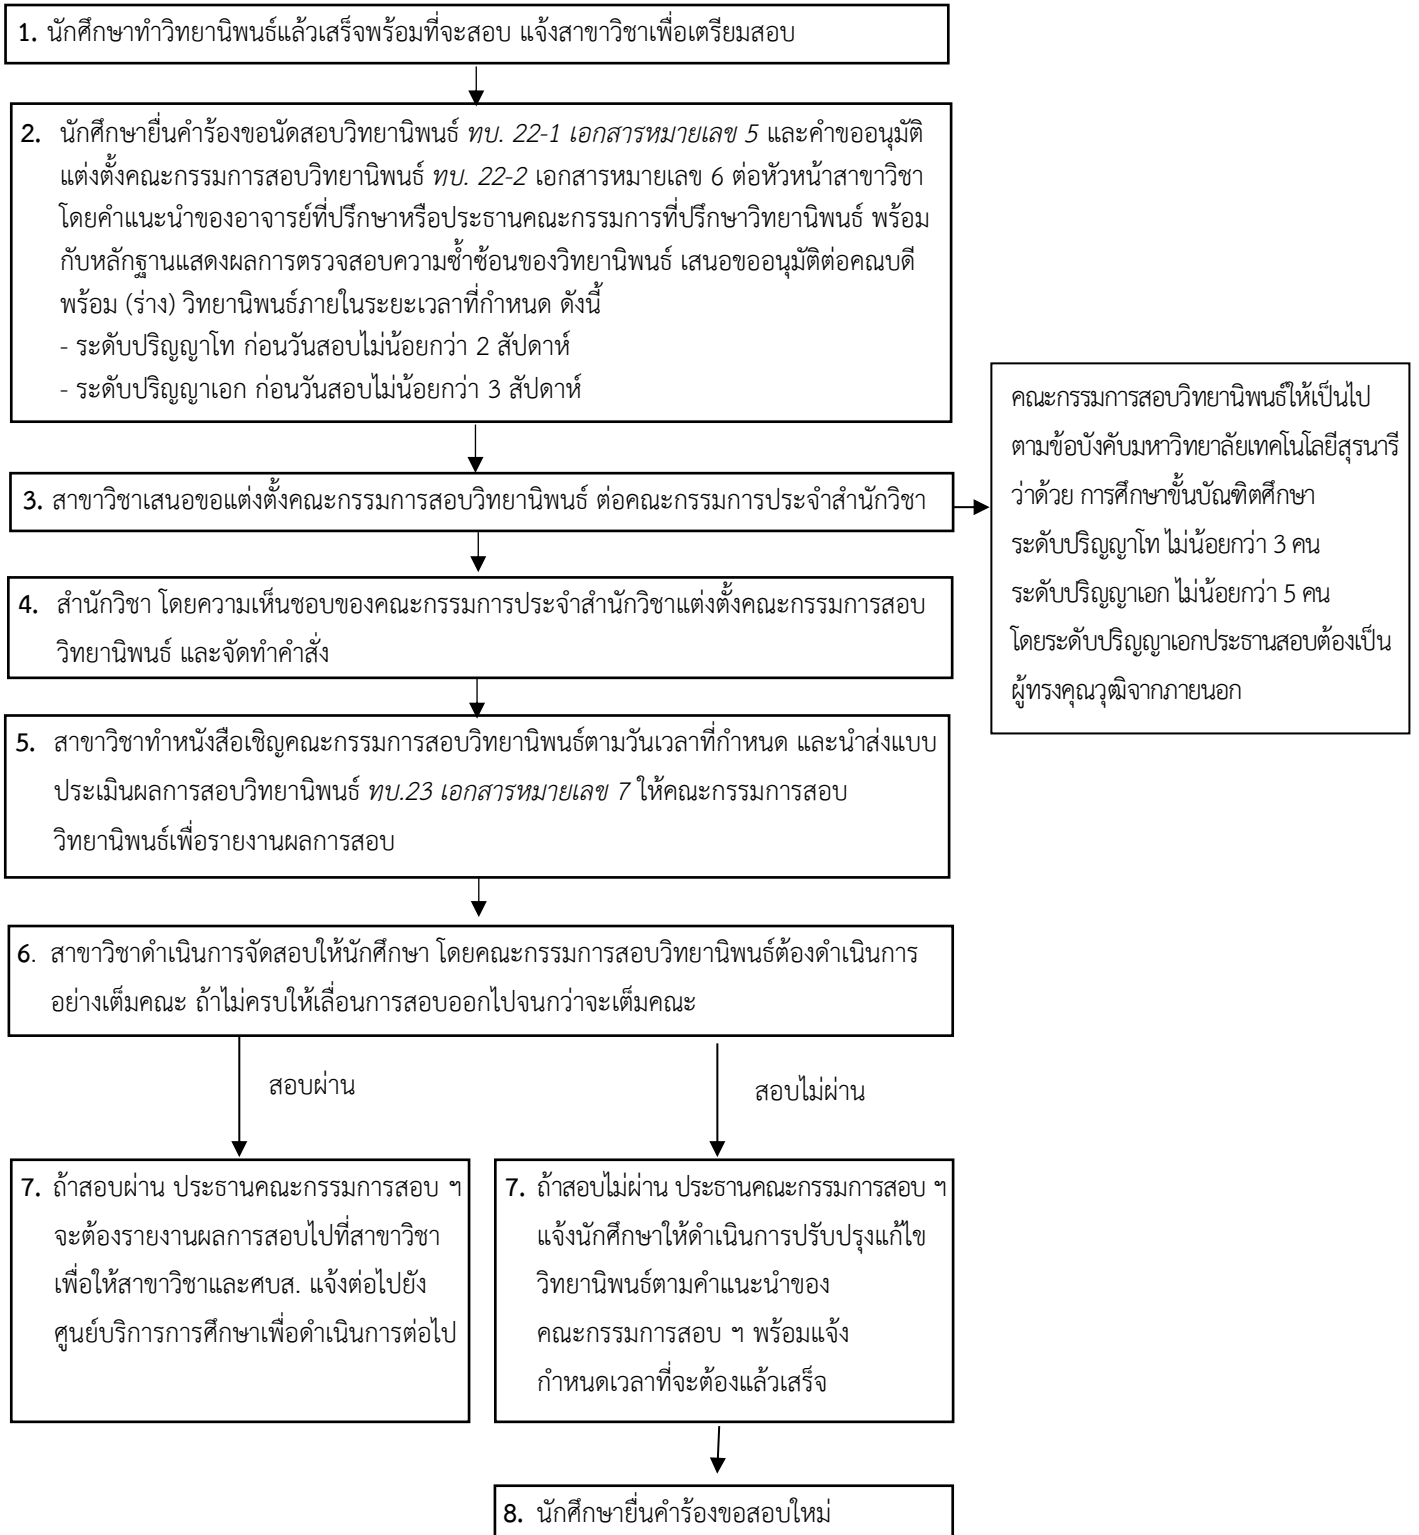 1. นักศึกษาทำวิทยานิพนธ์แล้วเสร็จพร้อมที่จะสอบ แจ้งสาขาวิชาเพื่อเตรียมสอบ
2. นักศึกษายื่นคำร้องขอนัดสอบวิทยานิพนธ์ ทบ. 22-1 เอกสารหมายเลข 5 และคำขออนุมัติ
แต่งตั้งคณะกรรมการสอบวิทยานิพนธ์ ทบ. 22-2 เอกสารหมายเลข 6 ต่อหัวหน้าสาขาวิชา
โดยคำแนะนำของอาจารย์ที่ปรึกษาหรือประธานคณะกรรมการที่ปรึกษาวิทยานิพนธ์ พร้อม
กับหลักฐานแสดงผลการตรวจสอบความซ้ำซ้อนของวิทยานิพนธ์ เสนอขออนุมัติต่อคณบดี
พร้อม (ร่าง) วิทยานิพนธ์ภายในระยะเวลาที่กำหนด ดังนี้
- ระดับปริญญาโท ก่อนวันสอบไม่น้อยกว่า 2 สัปดาห์
- ระดับปริญญาเอก ก่อนวันสอบไม่น้อยกว่า 3 สัปดาห์
3. สาขาวิชาเสนอขอแต่งตั้งคณะกรรมการสอบวิทยานิพนธ์ ต่อคณะกรรมการประจำสำนักวิชา
คณะกรรมการสอบวิทยานิพนธ์ให้เป็นไป
ตามข้อบังคับมหาวิทยาลัยเทคโนโลยีสุรนารี
ว่าด้วย การศึกษาขั้นบัณฑิตศึกษา
ระดับปริญญาโท ไม่น้อยกว่า 3 คน
ระดับปริญญาเอก ไม่น้อยกว่า 5 คน
โดยระดับปริญญาเอกประธานสอบต้องเป็น
ผู้ทรงคุณวุฒิจากภายนอก
4. สำนักวิชา โดยความเห็นชอบของคณะกรรมการประจำสำนักวิชาแต่งตั้งคณะกรรมการสอบ
วิทยานิพนธ์ และจัดทำคำสั่ง
5. สาขาวิชาทำหนังสือเชิญคณะกรรมการสอบวิทยานิพนธ์ตามวันเวลาที่กำหนด และนำส่งแบบ
ประเมินผลการสอบวิทยานิพนธ์ ทบ.23 เอกสารหมายเลข 7 ให้คณะกรรมการสอบ
วิทยานิพนธ์เพื่อรายงานผลการสอบ
6. สาขาวิชาดำเนินการจัดสอบให้นักศึกษา โดยคณะกรรมการสอบวิทยานิพนธ์ต้องดำเนินการ
อย่างเต็มคณะ ถ้าไม่ครบให้เลื่อนการสอบออกไปจนกว่าจะเต็มคณะ
สอบผ่าน
สอบไม่ผ่าน
7. ถ้าสอบผ่าน ประธานคณะกรรมการสอบ ฯ
จะต้องรายงานผลการสอบไปที่สาขาวิชา
เพื่อให้สาขาวิชาและศบส. แจ้งต่อไปยัง
ศูนย์บริการการศึกษาเพื่อดำเนินการต่อไป
7. ถ้าสอบไม่ผ่าน ประธานคณะกรรมการสอบ ฯ
แจ้งนักศึกษาให้ดำเนินการปรับปรุงแก้ไข
วิทยานิพนธ์ตามคำแนะนำของ
คณะกรรมการสอบ ฯ พร้อมแจ้ง
กำหนดเวลาที่จะต้องแล้วเสร็จ
8. นักศึกษายื่นคำร้องขอสอบใหม่